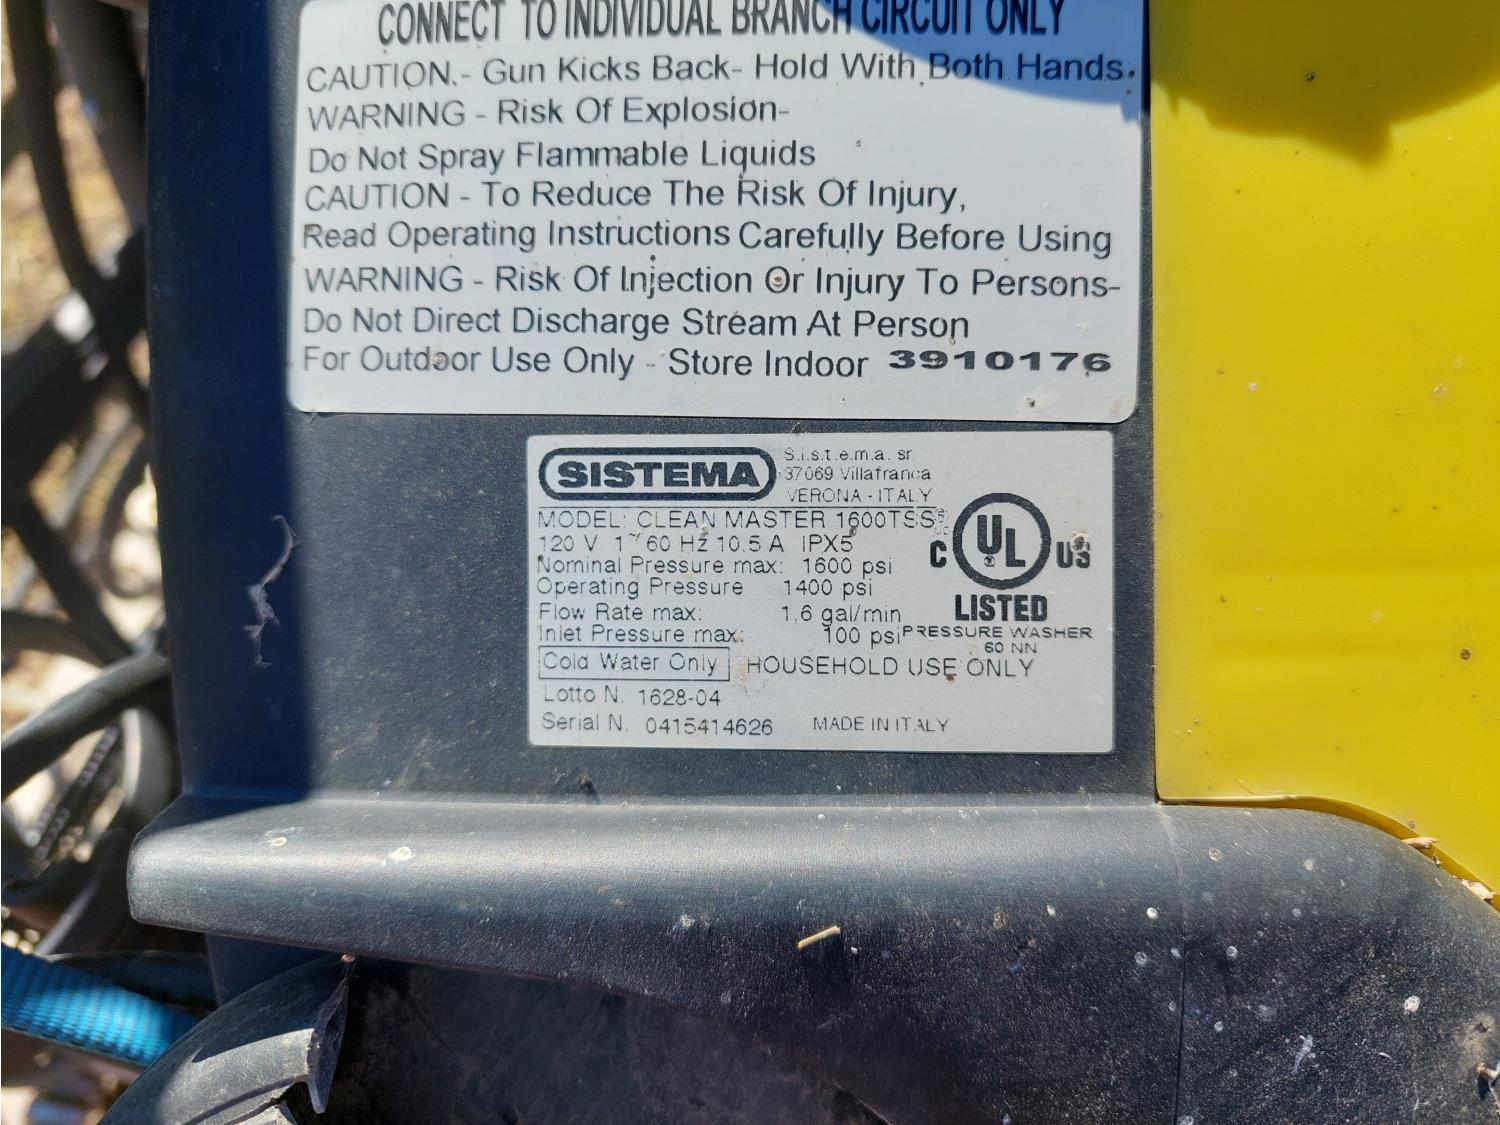 CONNECT TO INDIVIDUAL BRANCH CIRCUIT ONLY
CAUTION.- Gun Kicks Back- Hold With Both Hands.
WARNING - Risk Of Explosion-
Do Not Spray Flammable Liquids
CAUTION - To Reduce The Risk Of Injury,
Read Operating Instructions Carefully Before Using
WARNING - Risk Of Injection Or Injury To Persons-
Do Not Direct Discharge Stream At Person
For Outdoor Use Only - Store Indoor 3910176
SISTEMA
S.i.s.t.e.m.a. srl
37069 Villafranca
VERONA - ITALY
MODEL: CLEAN MASTER 1600TSS
120 V 1~ 60 Hz 10.5 A IPX5
Nominal Pressure max: 1600 psi
Operating Pressure 1400 psi
Flow Rate max: 1,6 gal/min
Inlet Pressure max: 100 psi
C UL US
LISTED
PRESSURE WASHER
60 NN
Cold Water Only HOUSEHOLD USE ONLY
Lotto N. 1628-04
Serial N. 0415414626 MADE IN ITALY